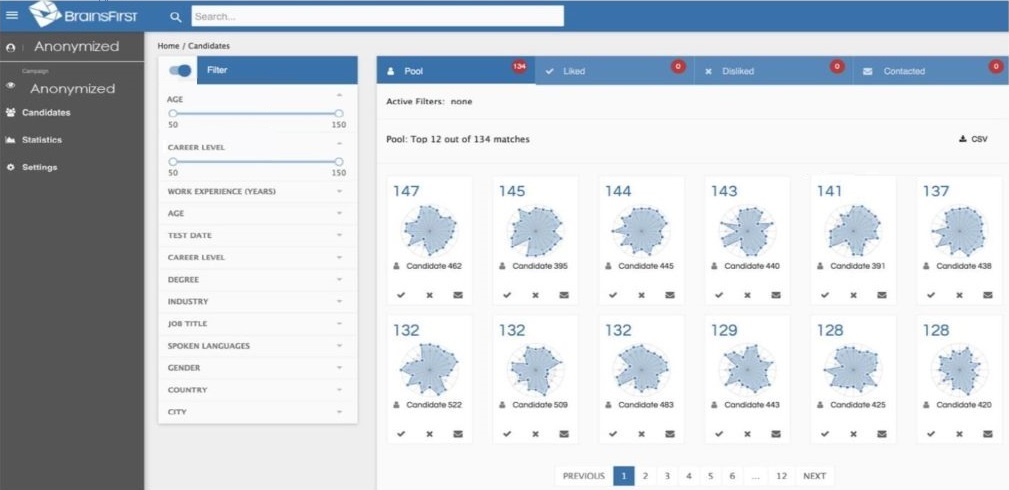 BrainsFirst
Search...
Anonymized
Campaign
Anonymized
Candidates
Statistics
Settings
Home / Candidates
Filter
AGE
50 150
CAREER LEVEL
50 150
WORK EXPERIENCE (YEARS)
AGE
TEST DATE
CAREER LEVEL
DEGREE
INDUSTRY
JOB TITLE
SPOKEN LANGUAGES
GENDER
COUNTRY
CITY
Pool 134 Liked 0 Disliked 0 Contacted 0
Active Filters: none
Pool: Top 12 out of 134 matches CSV
147 145 144 143 141 137
Candidate 462 Candidate 395 Candidate 445 Candidate 440 Candidate 391 Candidate 438
132 132 132 129 128 128
Candidate 522 Candidate 509 Candidate 483 Candidate 443 Candidate 425 Candidate 420
PREVIOUS 1 2 3 4 5 6 ... 12 NEXT